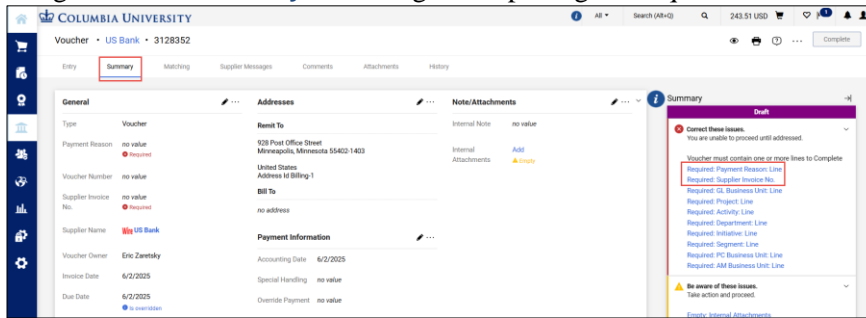 COLUMBIA UNIVERSITY
All
Search (Alt+Q)
243.51 USD
1
Voucher • US Bank • 3128352
Complete
Entry
Summary
Matching
Supplier Messages
Comments
Attachments
History
General
Type Voucher
Payment Reason no value
Required
Voucher Number no value
Supplier Invoice No. no value
Required
Supplier Name Wire US Bank
Voucher Owner Eric Zaretsky
Invoice Date 6/2/2025
Due Date 6/2/2025
Is overridden
Addresses
Remit To
928 Post Office Street
Minneapolis, Minnesota 55402-1403
United States
Address Id Billing-1
Bill To
no address
Payment Information
Accounting Date 6/2/2025
Special Handling no value
Override Payment no value
Note/Attachments
Internal Note no value
Internal Attachments Add
Empty
Summary
Draft
Correct these issues.
You are unable to proceed until addressed.
Voucher must contain one or more lines to Complete
Required: Payment Reason: Line
Required: Supplier Invoice No.
Required: GL Business Unit: Line
Required: Project: Line
Required: Activity: Line
Required: Department: Line
Required: Initiative: Line
Required: Segment: Line
Required: PC Business Unit: Line
Required: AM Business Unit: Line
Be aware of these issues.
Take action and proceed.
Empty: Internal Attachments